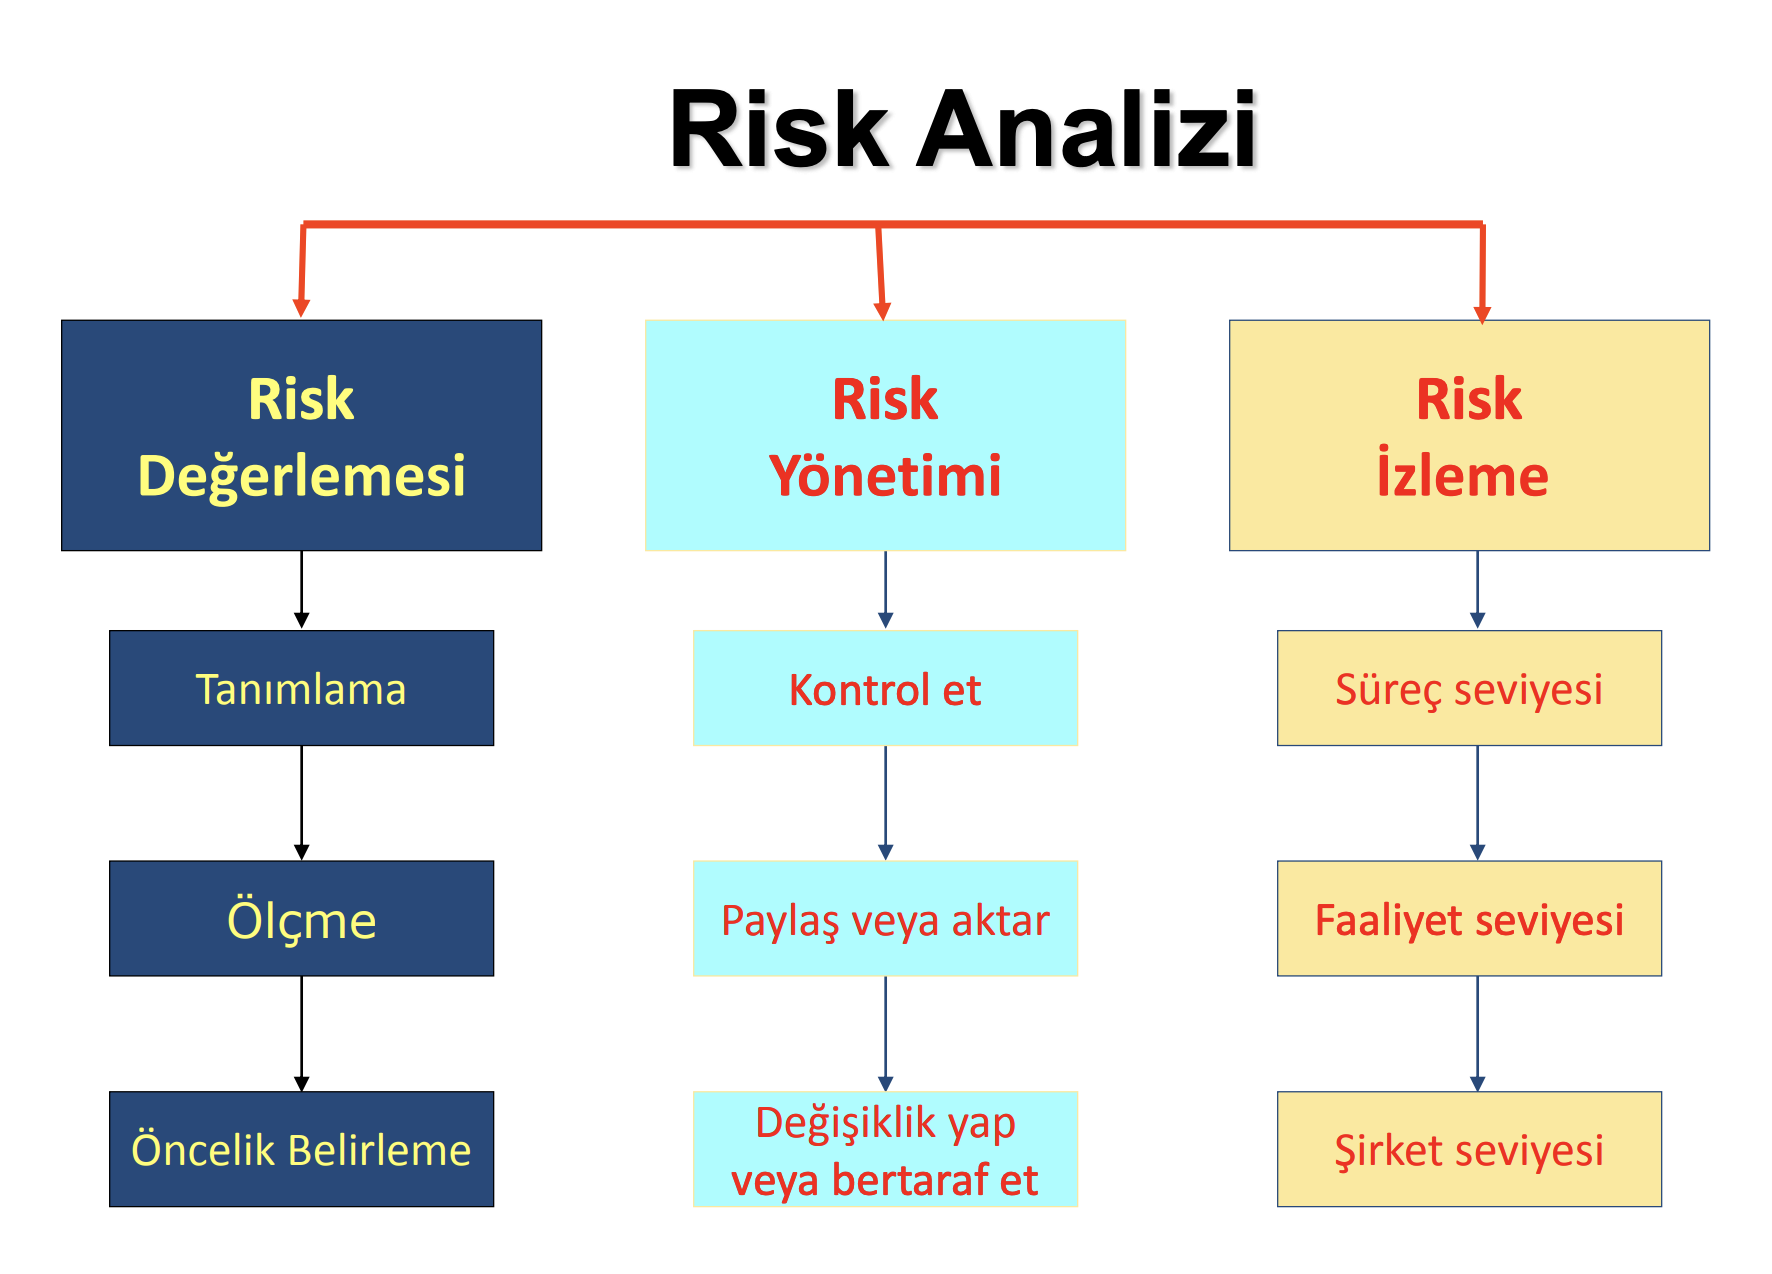 Risk Analizi
Risk
Değerlemesi
Tanımlama
Ölçme
Öncelik Belirleme
Risk
Yönetimi
Kontrol et
Paylaş veya aktar
Değişiklik yap
veya bertaraf et
Risk
İzleme
Süreç seviyesi
Faaliyet seviyesi
Şirket seviyesi